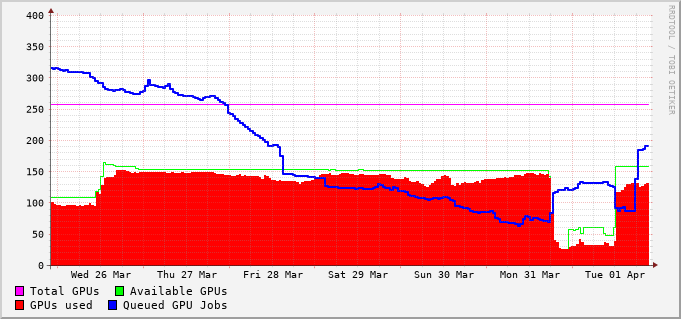 400
350
300
250
200
150
100
50
0
Wed 26 Mar Thu 27 Mar Fri 28 Mar Sat 29 Mar Sun 30 Mar Mon 31 Mar Tue 01 Apr
Total GPUs Available GPUs
GPUs used Queued GPU Jobs
RRDTOOL / TOBI OETIKER